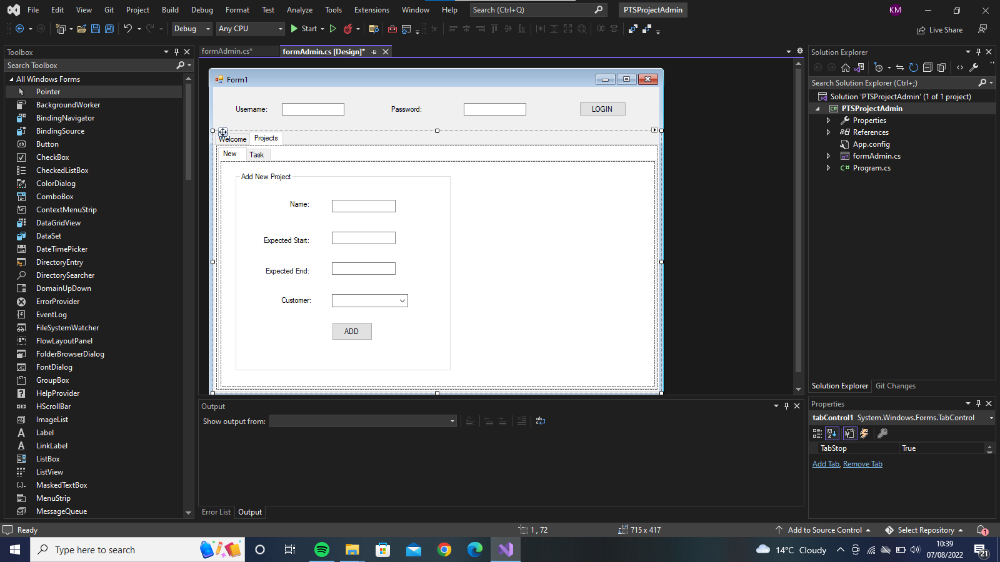 File Edit View Git Project Build Debug Format Test Analyze Tools Extensions Window Help Search (Ctrl+Q) PTSProjectAdmin KM
Debug Any CPU Start Live Share
Toolbox
Search Toolbox
All Windows Forms
Pointer
BackgroundWorker
BindingNavigator
BindingSource
Button
CheckBox
CheckedListBox
ColorDialog
ComboBox
ContextMenuStrip
DataGridView
DataSet
DateTimePicker
DirectoryEntry
DirectorySearcher
DomainUpDown
ErrorProvider
EventLog
FileSystemWatcher
FlowLayoutPanel
FolderBrowserDialog
FontDialog
GroupBox
HelpProvider
HScrollBar
ImageList
Label
LinkLabel
ListBox
ListView
MaskedTextBox
MenuStrip
MessageQueue
formAdmin.cs* formAdmin.cs [Design]*
Form1
Username: Password: LOGIN
Welcome Projects
New Task
Add New Project
Name:
Expected Start:
Expected End:
Customer:
ADD
Output
Show output from:
Error List Output
Solution Explorer
Search Solution Explorer (Ctrl+;)
Solution 'PTSProjectAdmin' (1 of 1 project)
C# PTSProjectAdmin
Properties
References
App.config
formAdmin.cs
C# Program.cs
Solution Explorer Git Changes
Properties
tabControl1 System.Windows.Forms.TabControl
TabStop True
Add Tab, Remove Tab
Ready 1 , 72 715 x 417 Add to Source Control Select Repository 1
Type here to search 14°C Cloudy 10:39
07/08/2022 21